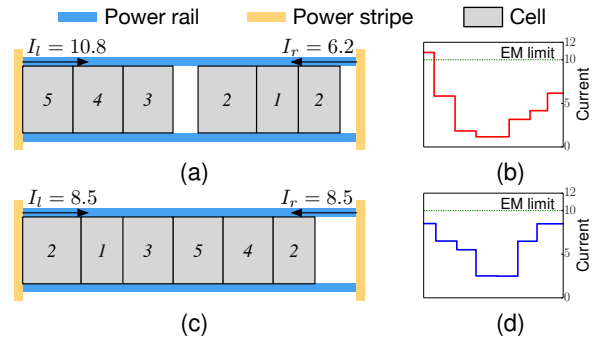 Power rail Power stripe Cell
I_l = 10.8 I_r = 6.2
5 4 3 2 1 2
(a)
EM limit
12
10
5
0
Current
(b)
I_l = 8.5 I_r = 8.5
2 1 3 5 4 2
(c)
EM limit
12
10
5
0
Current
(d)